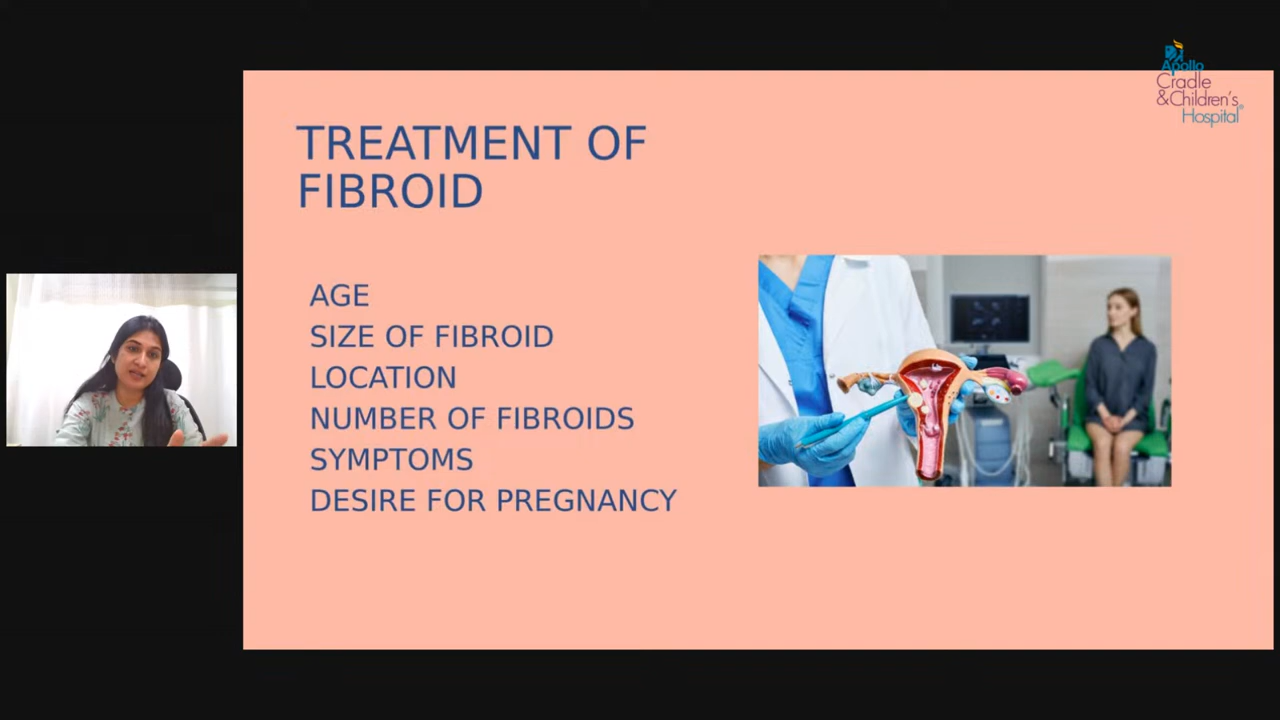 Apollo
Cradle
&Children's
Hospital
TREATMENT OF
FIBROID
AGE
SIZE OF FIBROID
LOCATION
NUMBER OF FIBROIDS
SYMPTOMS
DESIRE FOR PREGNANCY